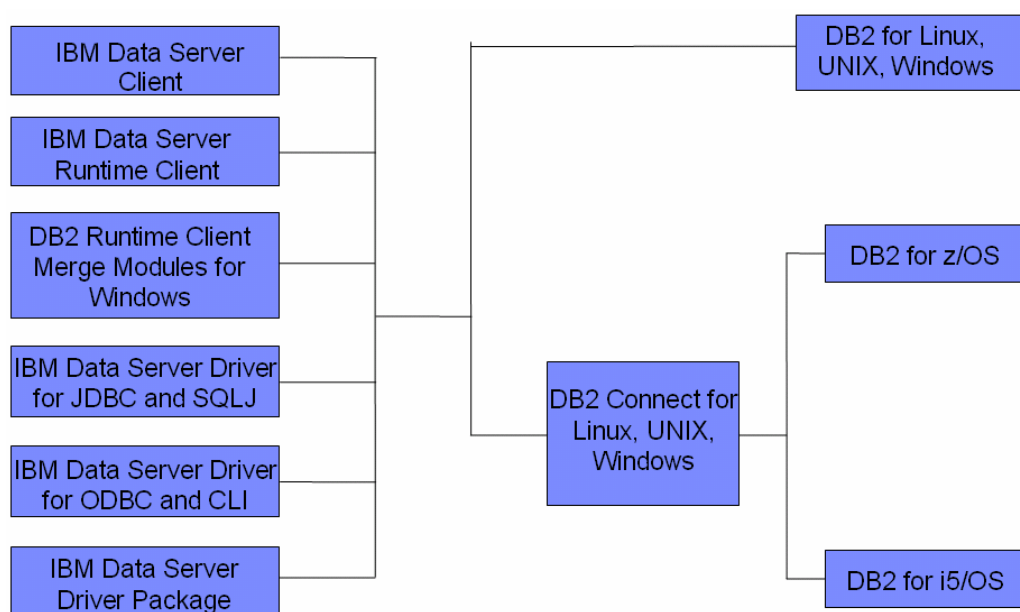 IBM Data Server
Client
IBM Data Server
Runtime Client
DB2 Runtime Client
Merge Modules for
Windows
IBM Data Server Driver
for JDBC and SQLJ
IBM Data Server Driver
for ODBC and CLI
IBM Data Server
Driver Package
DB2 Connect for
Linux, UNIX,
Windows
DB2 for Linux,
UNIX, Windows
DB2 for z/OS
DB2 for i5/OS